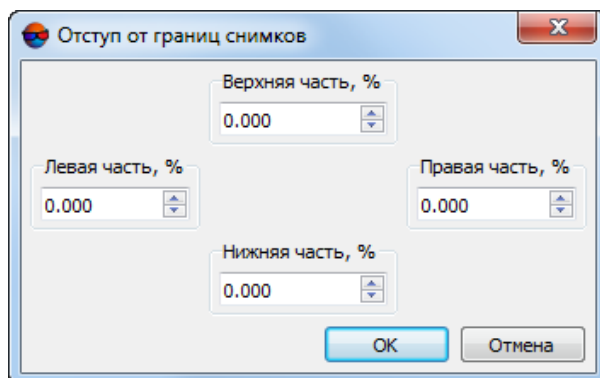 Отступ от границ снимков
Верхняя часть, %
0.000
Левая часть, %
Правая часть, %
0.000
0.000
Нижняя часть, %
0.000
OK
Отмена